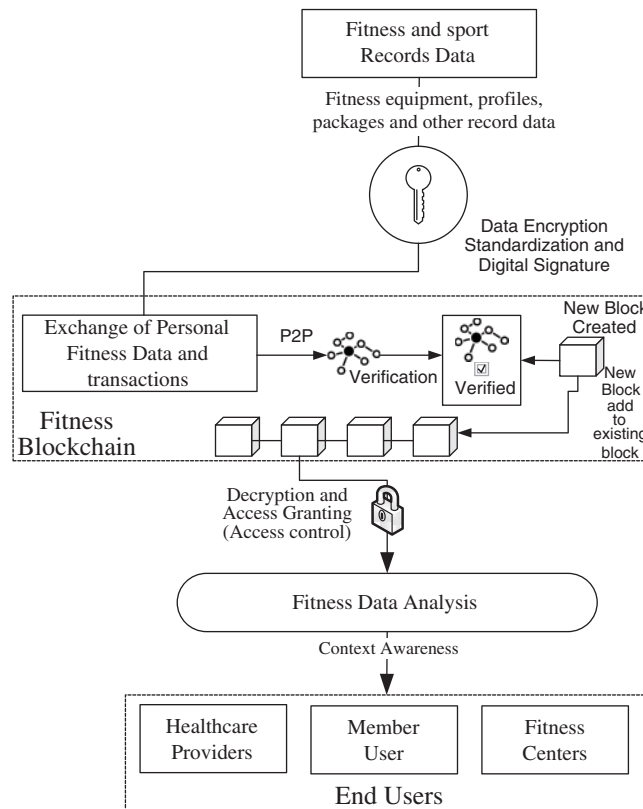 Fitness and sport
Records Data
Fitness equipment, profiles,
packages and other record data
Data Encryption
Standardization and
Digital Signature
Exchange of Personal
Fitness Data and
transactions
P2P
Verification
Verified
New Block
Created
New
Block
add
to
existing
block
Fitness
Blockchain
Decryption and
Access Granting
(Access control)
Fitness Data Analysis
Context Awareness
Healthcare
Providers
Member
User
Fitness
Centers
End Users